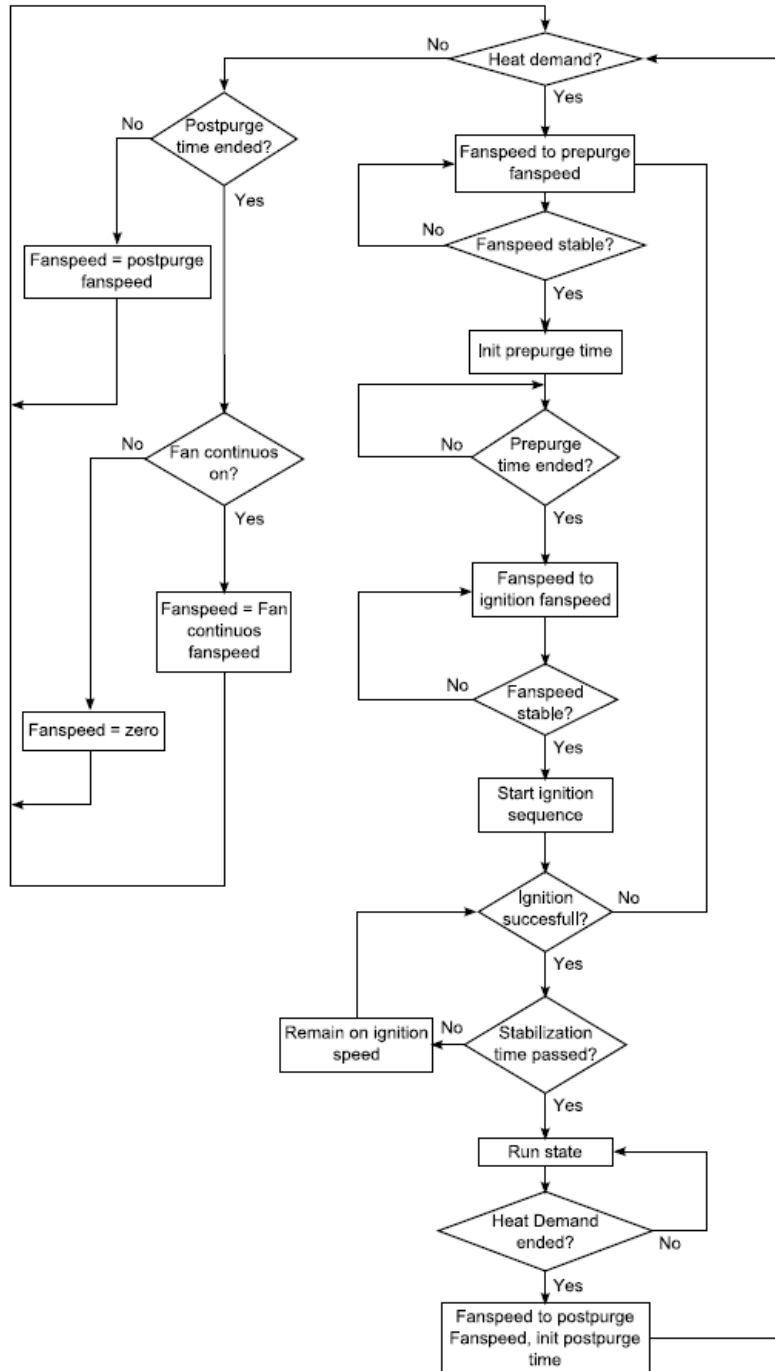 No
Heat demand?
Yes
No
Postpurge
time ended?
Yes
Fanspeed to prepurge
fanspeed
No
Fanspeed stable?
Yes
Fanspeed = postpurge
fanspeed
Init prepurge time
No
Fan continuos
on?
Yes
No
Prepurge
time ended?
Yes
Fanspeed to
ignition fanspeed
Fanspeed = Fan
continuos
fanspeed
No
Fanspeed
stable?
Yes
Fanspeed = zero
Start ignition
sequence
Ignition
succesfull?
No
Yes
Remain on ignition
speed
No
Stabilization
time passed?
Yes
Run state
Heat Demand
ended?
No
Yes
Fanspeed to postpurge
Fanspeed, init postpurge
time